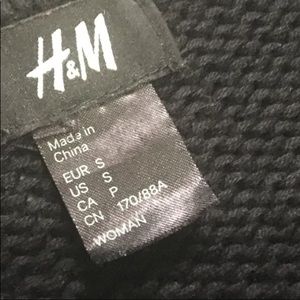 H&M
Made in
China
EUR S
US S
CA P
CN 170/88A
WOMAN